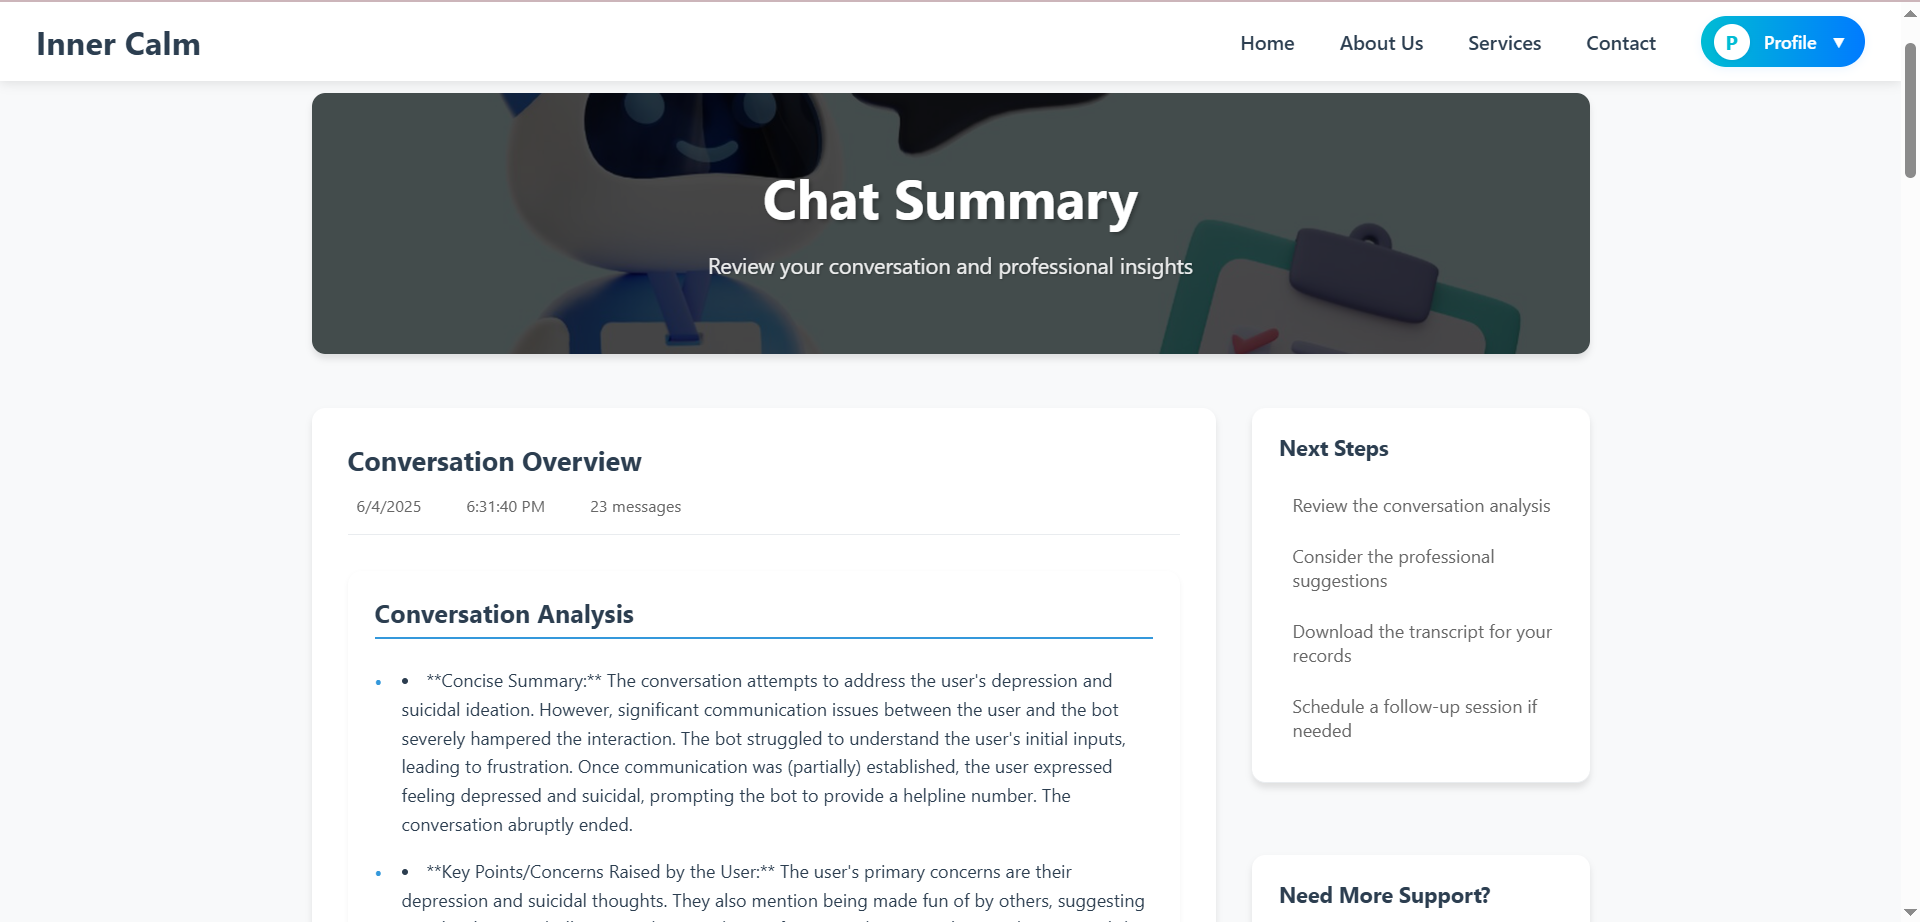 Inner Calm
Home
About Us
Services
Contact
P
Profile ▼
Chat Summary
Review your conversation and professional insights
Conversation Overview
6/4/2025
6:31:40 PM
23 messages
Conversation Analysis
• • **Concise Summary:** The conversation attempts to address the user's depression and
suicidal ideation. However, significant communication issues between the user and the bot
severely hampered the interaction. The bot struggled to understand the user's initial inputs,
leading to frustration. Once communication was (partially) established, the user expressed
feeling depressed and suicidal, prompting the bot to provide a helpline number. The
conversation abruptly ended.
• • **Key Points/Concerns Raised by the User:** The user's primary concerns are their
depression and suicidal thoughts. They also mention being made fun of by others, suggesting
Next Steps
Review the conversation analysis
Consider the professional
suggestions
Download the transcript for your
records
Schedule a follow-up session if
needed
Need More Support?